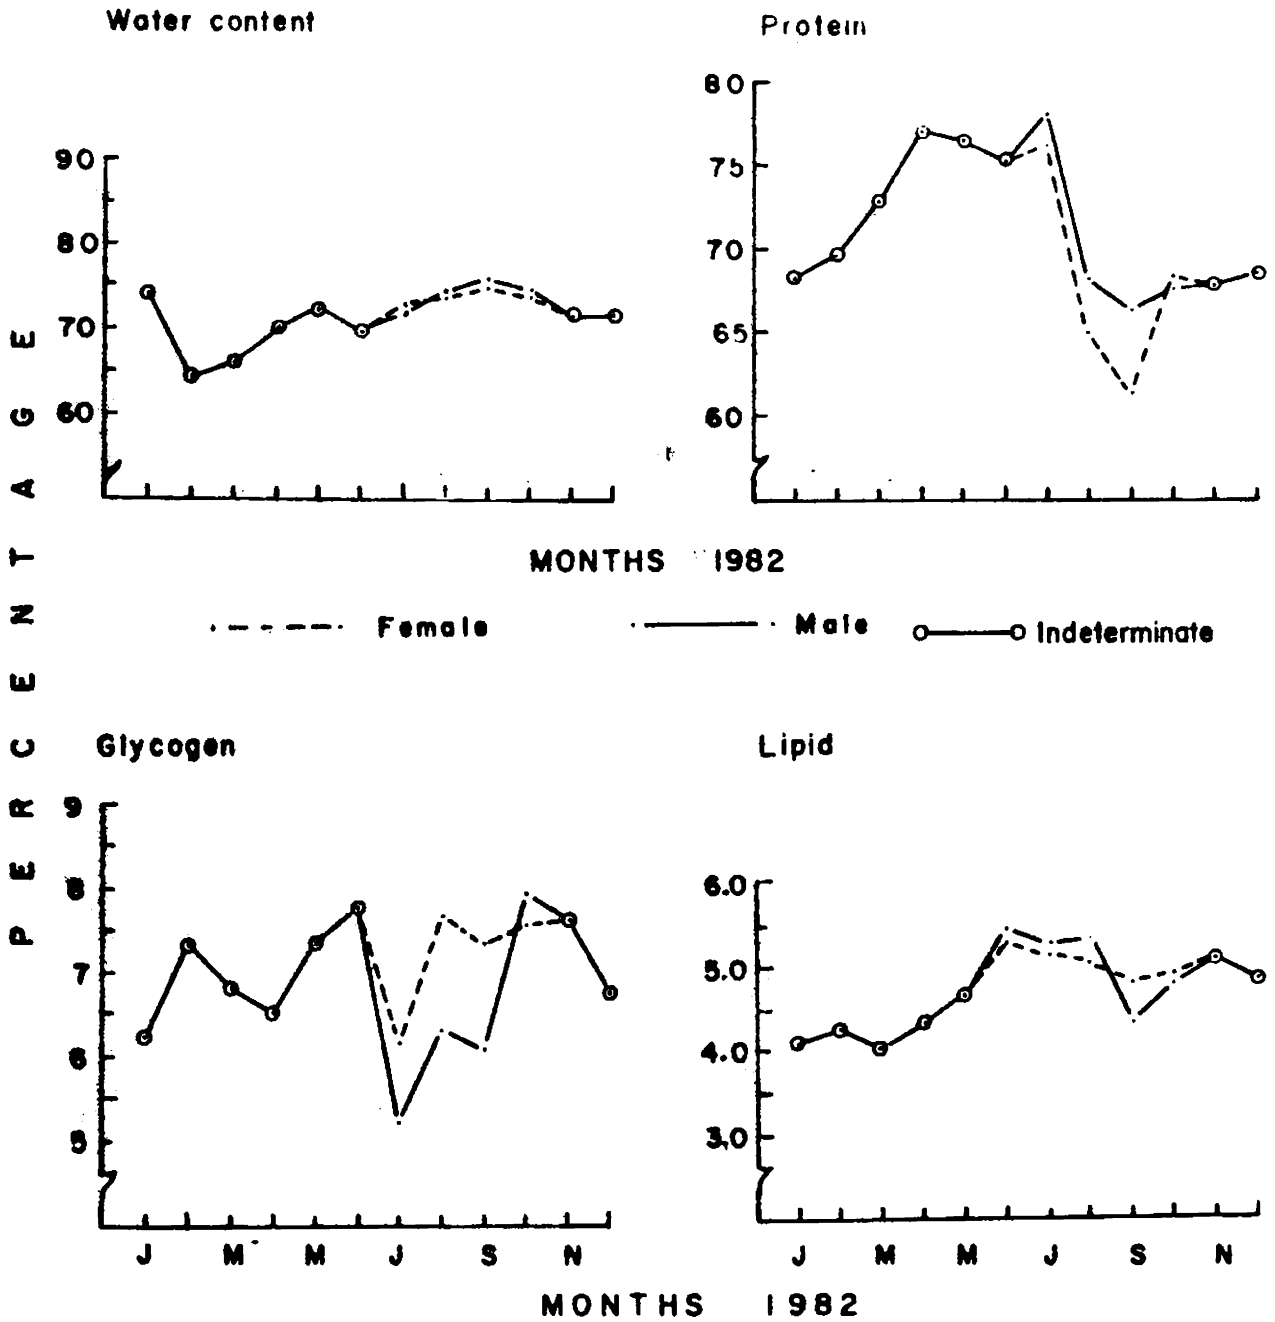 Water content
Protein
90
80
70
60
80
75
70
65
60
PERCENTAGE
MONTHS 1982
Female
Male
Indeterminate
Glycogen
Lipid
9
8
7
6
5
6.0
5.0
4.0
3.0
J M M J S N
J M M J S N
MONTHS 1982